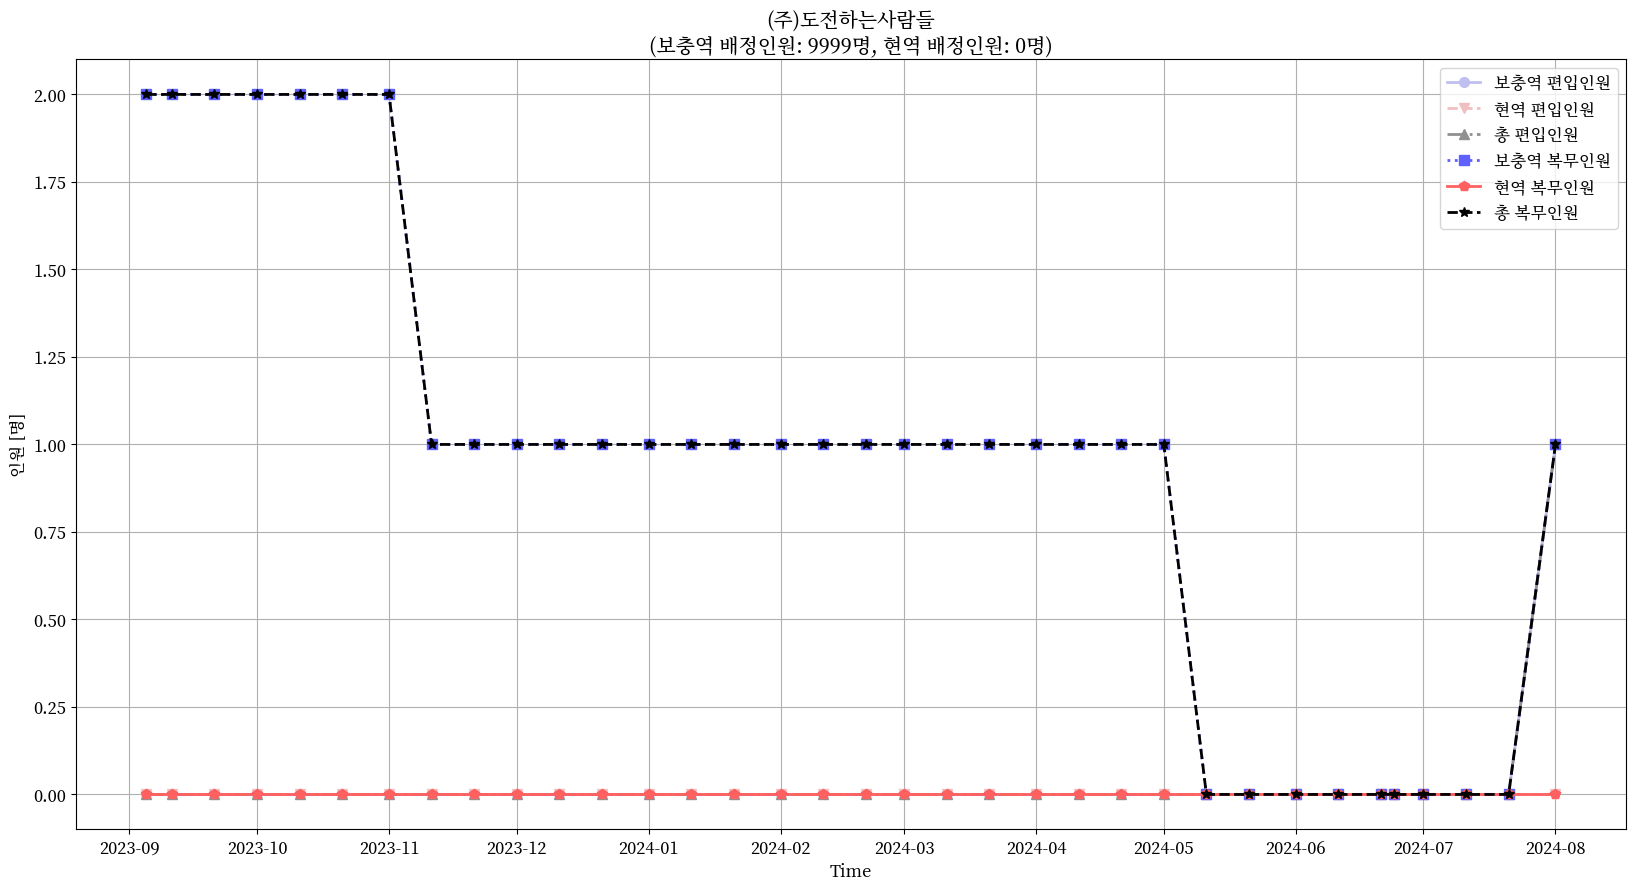 (주)도전하는사람들
(보충역 배정인원: 9999명, 현역 배정인원: 0명)
보충역 편입인원
현역 편입인원
총 편입인원
보충역 복무인원
현역 복무인원
총 복무인원
인원 [명]
2.00
1.75
1.50
1.25
1.00
0.75
0.50
0.25
0.00
2023-09 2023-10 2023-11 2023-12 2024-01 2024-02 2024-03 2024-04 2024-05 2024-06 2024-07 2024-08
Time